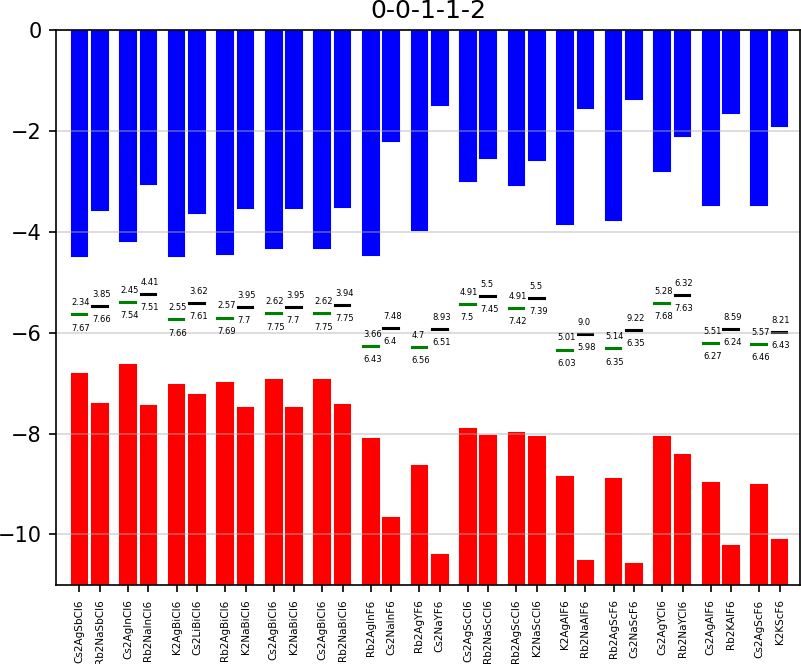 0-0-1-1-2
0
−2
−4
−6
−8
−10
2.34
7.67
3.85
7.66
2.45
7.54
4.41
7.51
2.55
7.66
3.62
7.61
2.57
7.69
3.95
7.7
2.62
7.75
3.95
7.7
2.62
7.75
3.94
7.75
3.66
6.43
7.48
6.4
4.7
6.56
8.93
6.51
4.91
7.5
5.5
7.45
4.91
7.42
5.5
7.39
5.01
6.03
9.0
5.98
5.14
6.35
9.22
6.35
5.28
7.68
6.32
7.63
5.51
6.27
8.59
6.24
5.57
6.46
8.21
6.43
Cs2AgSbCl6
Rb2NaSbCl6
Cs2AgInCl6
Rb2NaInCl6
K2AgBiCl6
Cs2LiBiCl6
Rb2AgBiCl6
K2NaBiCl6
Cs2AgBiCl6
K2NaBiCl6
Cs2AgBiCl6
Rb2NaBiCl6
Rb2AgInF6
Cs2NaInF6
Rb2AgYF6
Cs2NaYF6
Cs2AgScCl6
Rb2NaScCl6
Rb2AgScCl6
K2NaScCl6
K2AgAlF6
Rb2NaAlF6
Rb2AgScF6
Cs2NaScF6
Cs2AgYCl6
Rb2NaYCl6
Cs2AgAlF6
Rb2KAlF6
Cs2AgScF6
K2KScF6